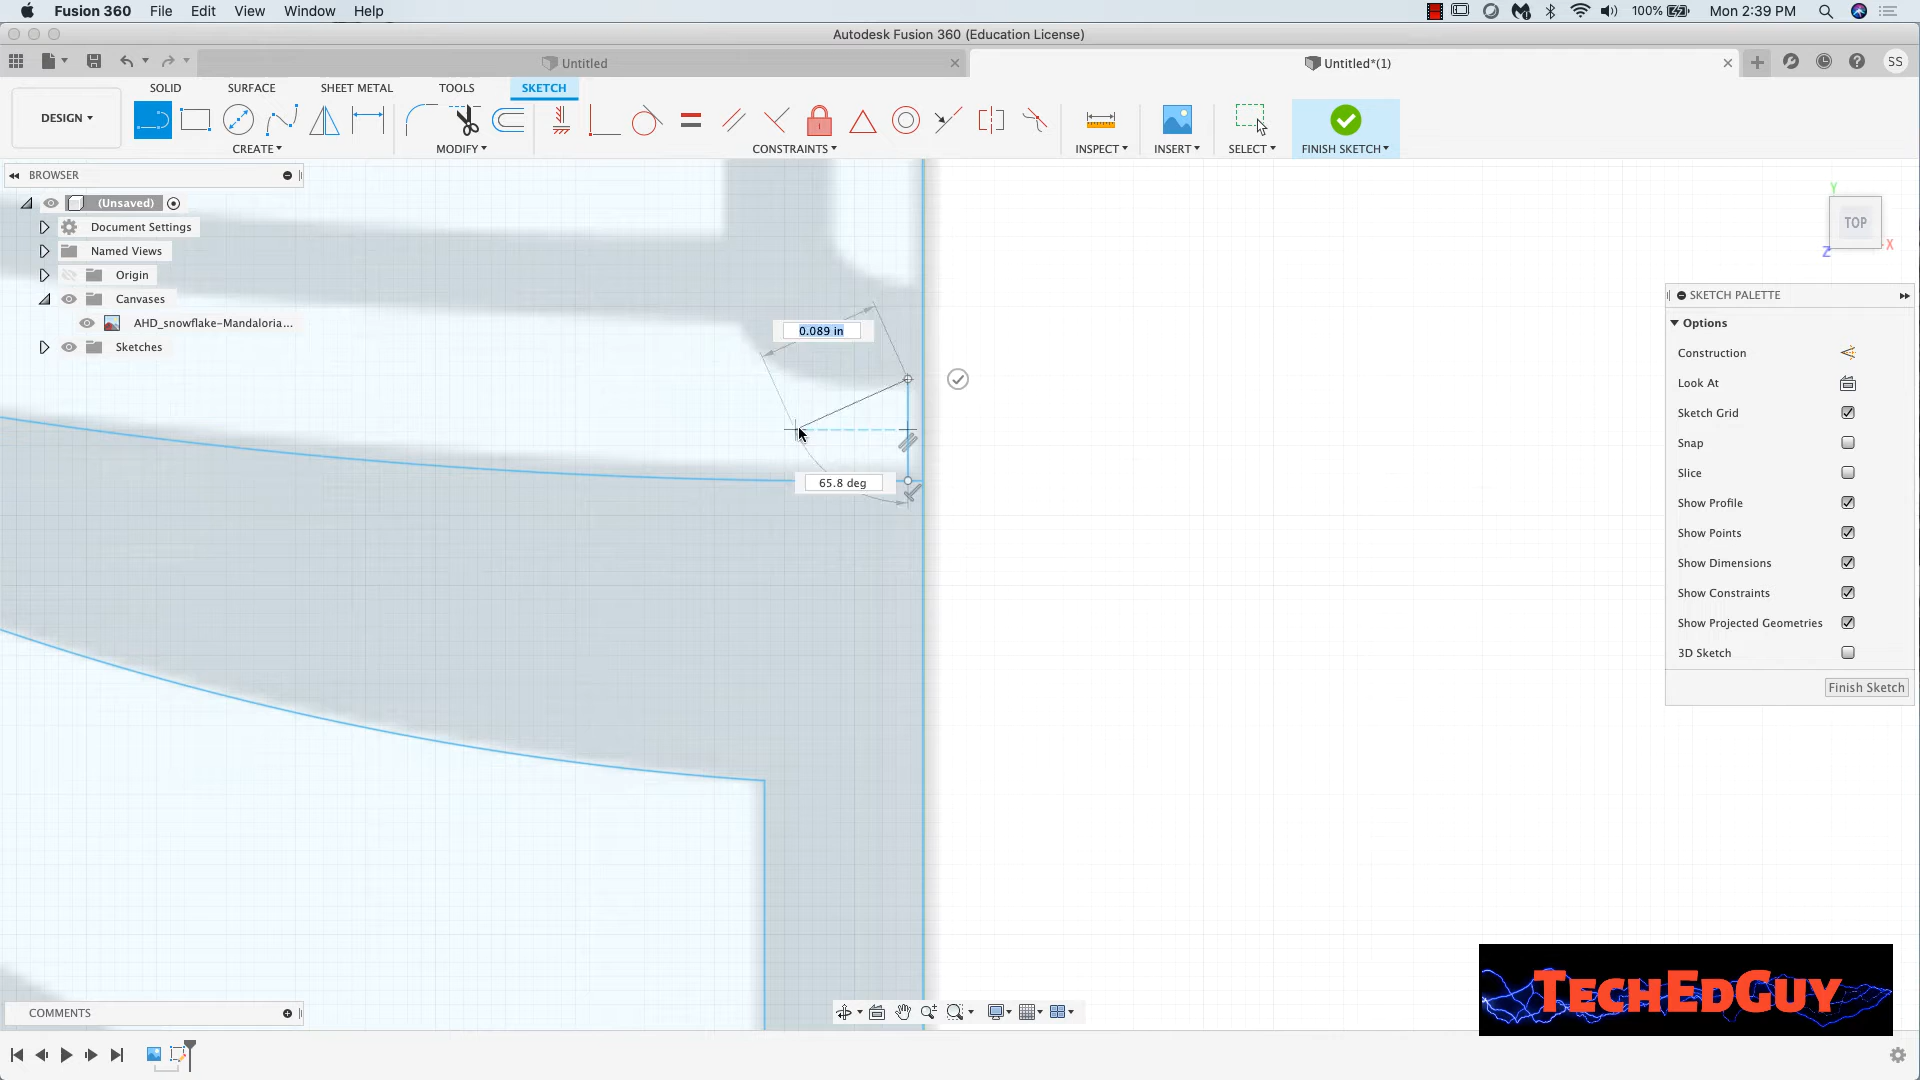 Fusion 360 File Edit View Window Help 100% Mon 2:39 PM
Autodesk Fusion 360 (Education License)
Untitled Untitled*(1) SS
SOLID SURFACE SHEET METAL TOOLS SKETCH
DESIGN
CREATE MODIFY CONSTRAINTS INSPECT INSERT SELECT FINISH SKETCH
BROWSER
(Unsaved)
Document Settings
Named Views
Origin
Canvases
AHD_snowflake-Mandaloria...
Sketches
0.089 in
65.8 deg
Y
TOP
X
Z
SKETCH PALETTE
Options
Construction
Look At
Sketch Grid
Snap
Slice
Show Profile
Show Points
Show Dimensions
Show Constraints
Show Projected Geometries
3D Sketch
Finish Sketch
TECHEDGUY
COMMENTS